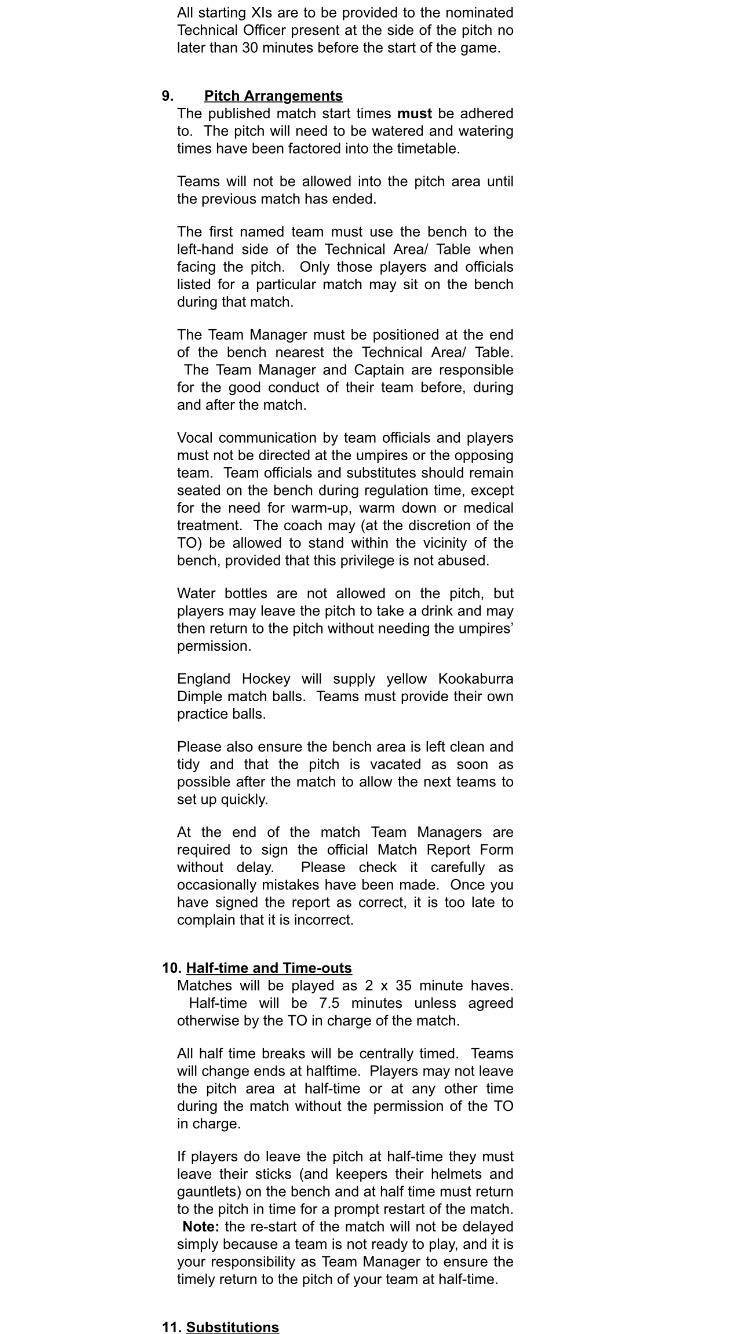 All starting XIs are to be provided to the nominated
Technical Officer present at the side of the pitch no
later than 30 minutes before the start of the game.
9. Pitch Arrangements
The published match start times must be adhered
to. The pitch will need to be watered and watering
times have been factored into the timetable.
Teams will not be allowed into the pitch area until
the previous match has ended.
The first named team must use the bench to the
left-hand side of the Technical Area/ Table when
facing the pitch. Only those players and officials
listed for a particular match may sit on the bench
during that match.
The Team Manager must be positioned at the end
of the bench nearest the Technical Area/ Table.
The Team Manager and Captain are responsible
for the good conduct of their team before, during
and after the match.
Vocal communication by team officials and players
must not be directed at the umpires or the opposing
team. Team officials and substitutes should remain
seated on the bench during regulation time, except
for the need for warm-up, warm down or medical
treatment. The coach may (at the discretion of the
TO) be allowed to stand within the vicinity of the
bench, provided that this privilege is not abused.
Water bottles are not allowed on the pitch, but
players may leave the pitch to take a drink and may
then return to the pitch without needing the umpires’
permission.
England Hockey will supply yellow Kookaburra
Dimple match balls. Teams must provide their own
practice balls.
Please also ensure the bench area is left clean and
tidy and that the pitch is vacated as soon as
possible after the match to allow the next teams to
set up quickly.
At the end of the match Team Managers are
required to sign the official Match Report Form
without delay. Please check it carefully as
occasionally mistakes have been made. Once you
have signed the report as correct, it is too late to
complain that it is incorrect.
10. Half-time and Time-outs
Matches will be played as 2 x 35 minute haves.
Half-time will be 7.5 minutes unless agreed
otherwise by the TO in charge of the match.
All half time breaks will be centrally timed. Teams
will change ends at halftime. Players may not leave
the pitch area at half-time or at any other time
during the match without the permission of the TO
in charge.
If players do leave the pitch at half-time they must
leave their sticks (and keepers their helmets and
gauntlets) on the bench and at half time must return
to the pitch in time for a prompt restart of the match.
Note: the re-start of the match will not be delayed
simply because a team is not ready to play, and it is
your responsibility as Team Manager to ensure the
timely return to the pitch of your team at half-time.
11. Substitutions